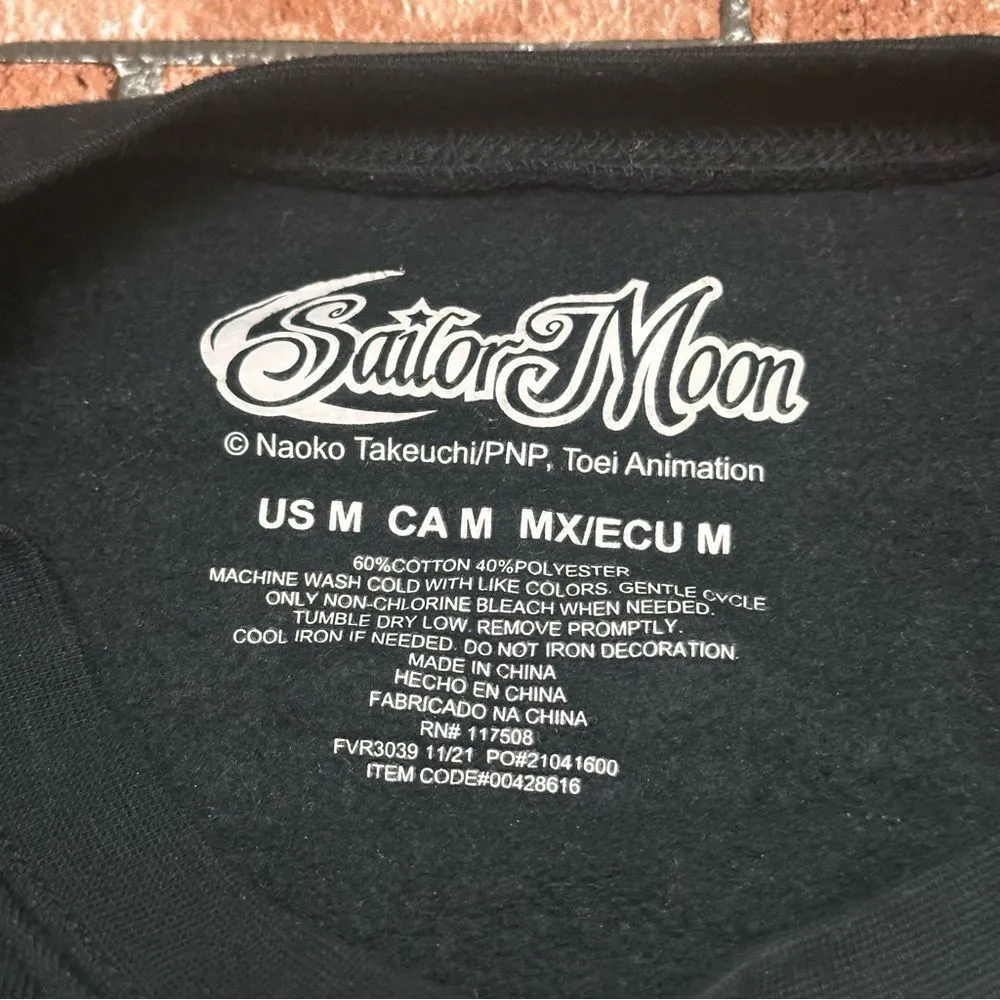 Sailor Moon
© Naoko Takeuchi/PNP, Toei Animation
US M CA M MX/ECU M
60%COTTON 40%POLYESTER
MACHINE WASH COLD WITH LIKE COLORS. GENTLE CYCLE
ONLY NON-CHLORINE BLEACH WHEN NEEDED.
TUMBLE DRY LOW. REMOVE PROMPTLY.
COOL IRON IF NEEDED. DO NOT IRON DECORATION.
MADE IN CHINA
HECHO EN CHINA
FABRICADO NA CHINA
RN# 117508
FVR3039 11/21 PO#21041600
ITEM CODE#00428616